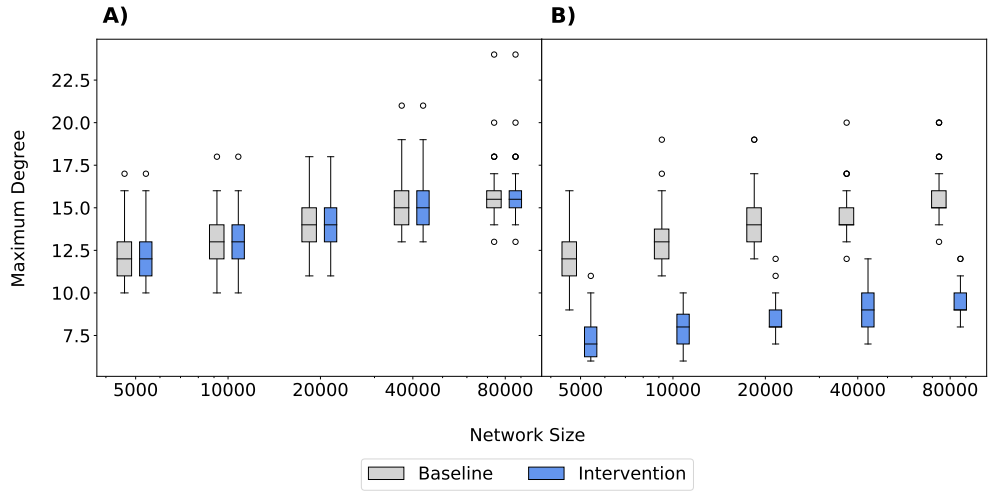 A) B)
Maximum Degree
22.5
20.0
17.5
15.0
12.5
10.0
7.5
5000 10000 20000 40000 80000 5000 10000 20000 40000 80000
Network Size
Baseline Intervention